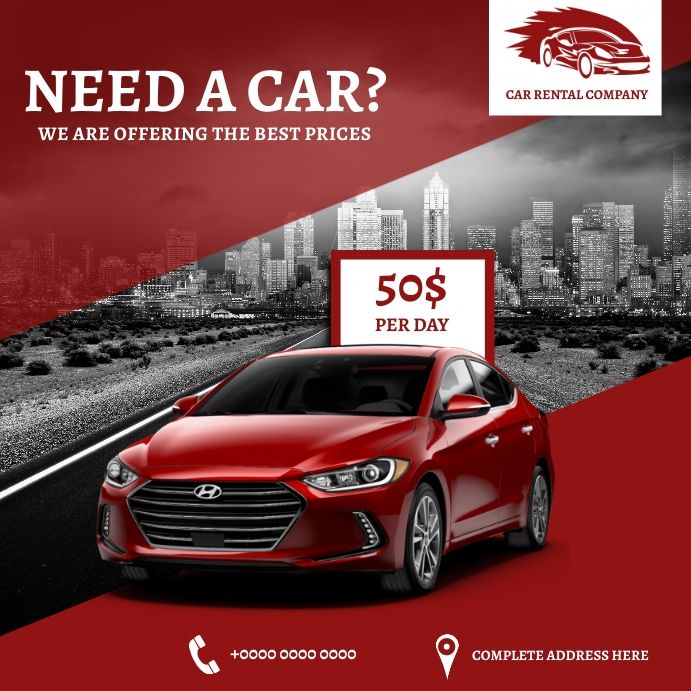 NEED A CAR?
WE ARE OFFERING THE BEST PRICES
CAR RENTAL COMPANY
50$
PER DAY
+0000 0000 0000
COMPLETE ADDRESS HERE